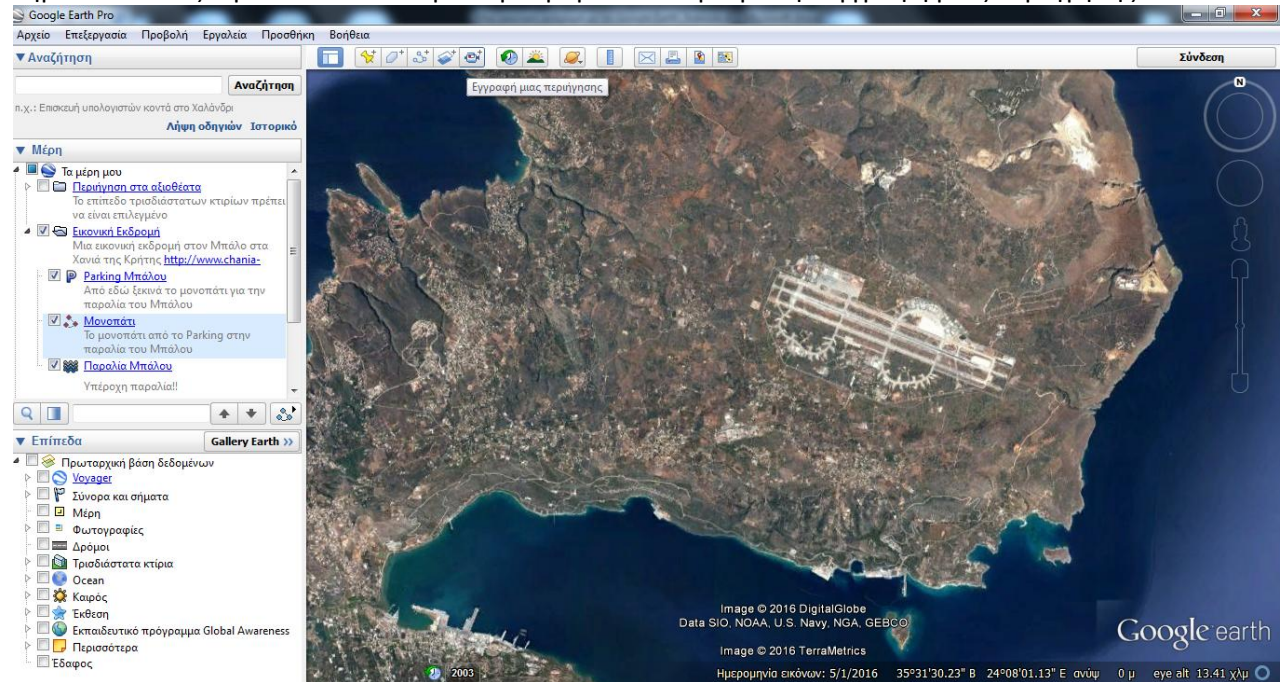 Google Earth Pro
Αρχείο Επεξεργασία Προβολή Εργαλεία Προσθήκη Βοήθεια
Αναζήτηση
Σύνδεση
Αναζήτηση
Εγγραφή μιας περιήγησης
π.χ.: Επισκευή υπολογιστών κοντά στο Χαλάνδρι
Λήψη οδηγιών Ιστορικό
Μέρη
Τα μέρη μου
Περιήγηση στα αξιοθέατα
Το επίπεδο τρισδιάστατων κτιρίων πρέπει
να είναι επιλεγμένο
Εικονική Εκδρομή
Μια εικονική εκδρομή στον Μπάλο στα
Χανιά της Κρήτης http://www.chania-
Parking Μπάλου
Από εδώ ξεκινά το μονοπάτι για την
παραλία του Μπάλου
Μονοπάτι
Το μονοπάτι από το Parking στην
παραλία του Μπάλου
Παραλία Μπάλου
Υπέροχη παραλία!!
Επίπεδα
Gallery Earth >>
Πρωταρχική βάση δεδομένων
Voyager
Σύνορα και σήματα
Μέρη
Φωτογραφίες
Δρόμοι
Τρισδιάστατα κτίρια
Ocean
Καιρός
Έκθεση
Εκπαιδευτικό πρόγραμμα Global Awareness
Περισσότερα
Έδαφος
N
Image © 2016 DigitalGlobe
Data SIO, NOAA, U.S. Navy, NGA, GEBCO
Image © 2016 TerraMetrics
Google earth
2003
Ημερομηνία εικόνων: 5/1/2016 35°31'30.23" Β 24°08'01.13" Ε ανύψ 0 μ eye alt 13.41 χλμ